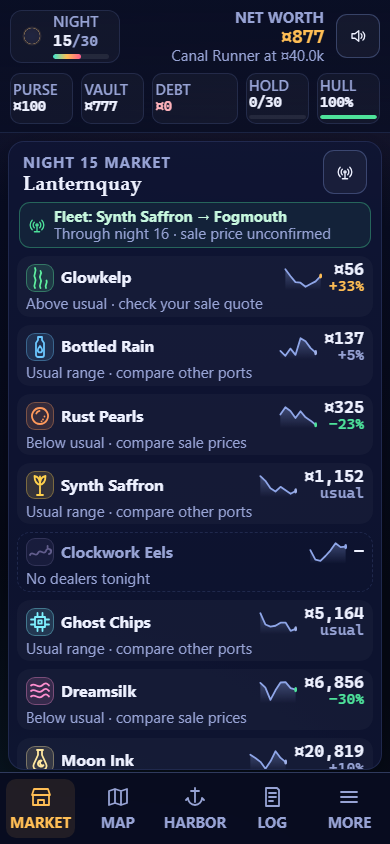 NIGHT
15/30
NET WORTH
¤877
Canal Runner at ¤40.0k
PURSE
¤100
VAULT
¤777
DEBT
¤0
HOLD
0/30
HULL
100%
NIGHT 15 MARKET
Lanternquay
Fleet: Synth Saffron → Fogmouth
Through night 16 · sale price unconfirmed
Glowkelp
¤56
+33%
Above usual · check your sale quote
Bottled Rain
¤137
+5%
Usual range · compare other ports
Rust Pearls
¤325
−23%
Below usual · compare sale prices
Synth Saffron
¤1,152
usual
Usual range · compare other ports
Clockwork Eels
—
No dealers tonight
Ghost Chips
¤5,164
usual
Usual range · compare other ports
Dreamsilk
¤6,856
−30%
Below usual · compare sale prices
Moon Ink
¤20,819
+10%
MARKET
MAP
HARBOR
LOG
MORE